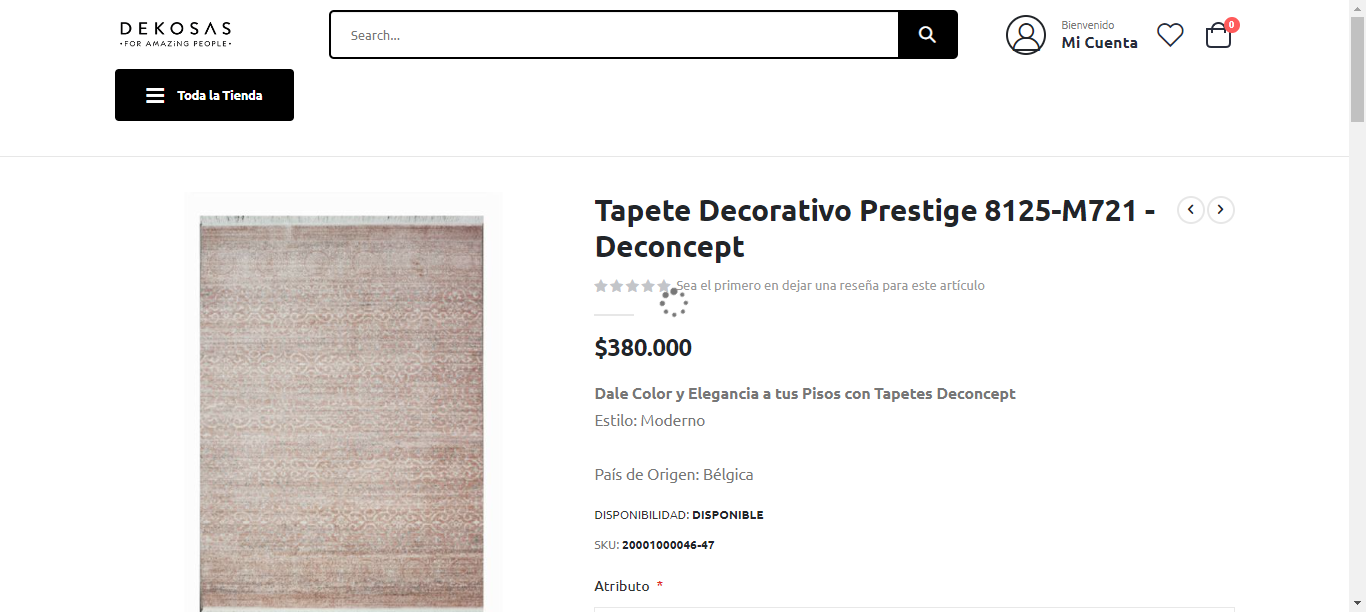 DEKOSAS
•FOR AMAZING PEOPLE•
Search...
Bienvenido
Mi Cuenta
0
Toda la Tienda
Tapete Decorativo Prestige 8125-M721 -
Deconcept
Sea el primero en dejar una reseña para este artículo
$380.000
Dale Color y Elegancia a tus Pisos con Tapetes Deconcept
Estilo: Moderno
País de Origen: Bélgica
DISPONIBILIDAD: DISPONIBLE
SKU: 20001000046-47
Atributo *